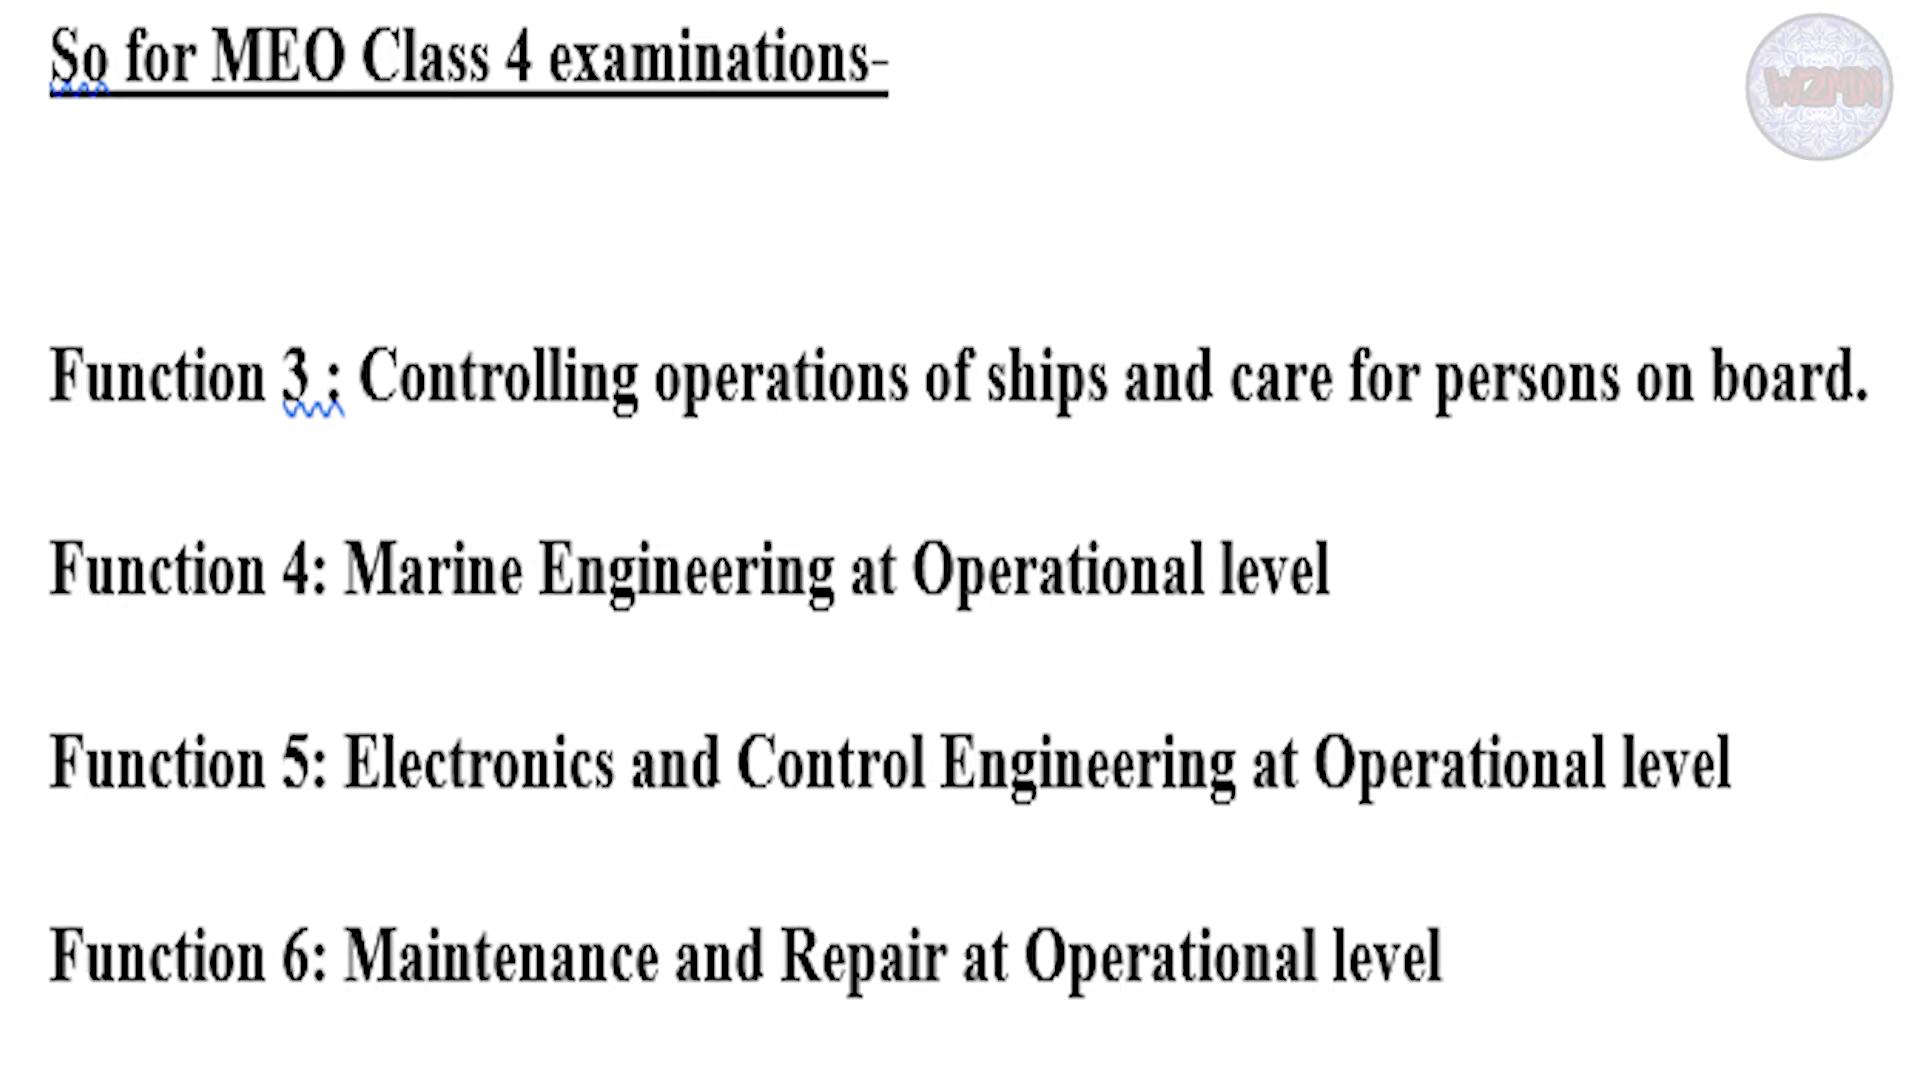 So for MEO Class 4 examinations-
WZMN
Function 3 : Controlling operations of ships and care for persons on board.
Function 4: Marine Engineering at Operational level
Function 5: Electronics and Control Engineering at Operational level
Function 6: Maintenance and Repair at Operational level